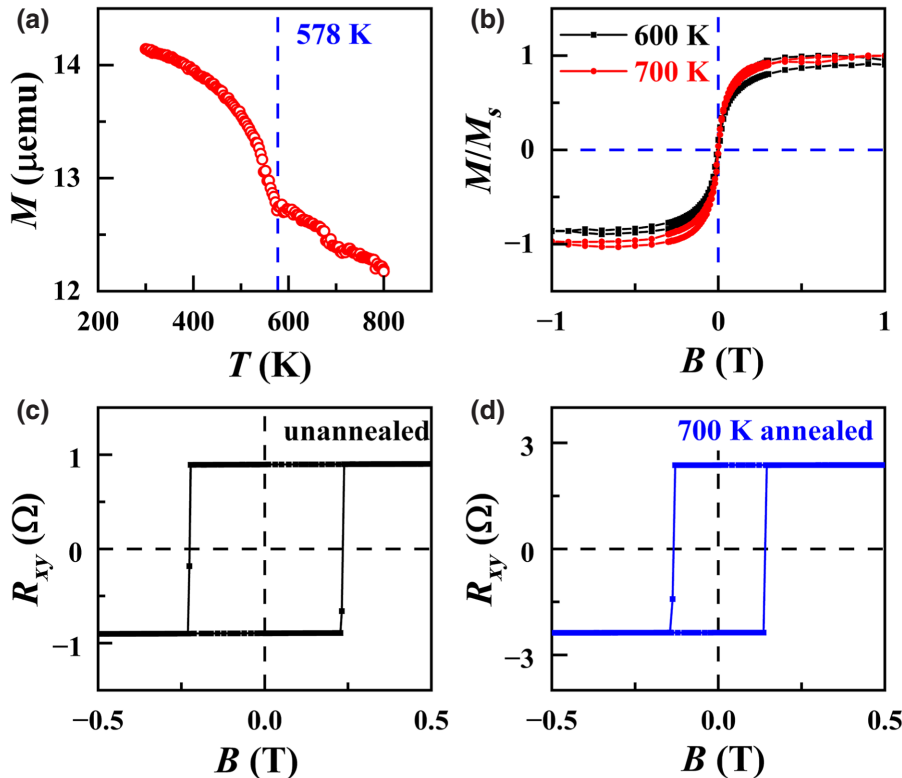 (a)
578 K
14
13
12
M (μemu)
200
400
600
800
T (K)
(b)
600 K
700 K
1
0
−1
M/Ms
−1
0
1
B (T)
(c)
unannealed
1
0
−1
Rxy (Ω)
−0.5
0.0
0.5
B (T)
(d)
700 K annealed
3
0
−3
Rxy (Ω)
−0.5
0.0
0.5
B (T)